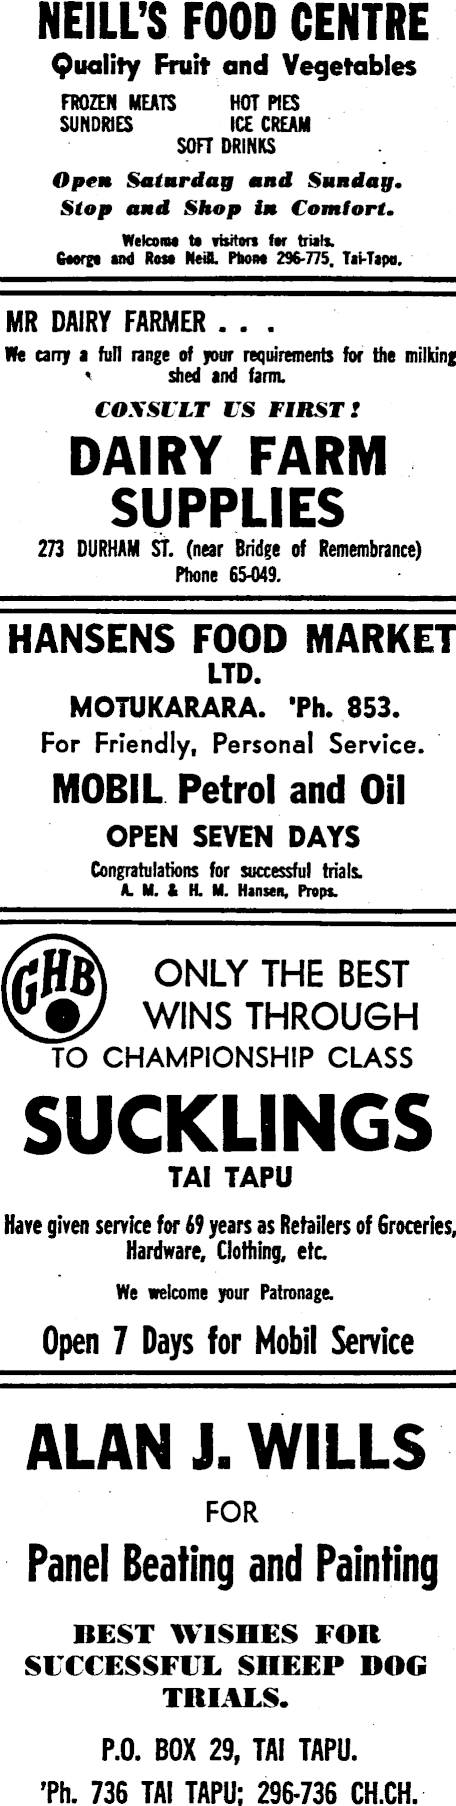 NEILL'S FOOD CENTRE
Quality Fruit and Vegetables
FROZEN MEATS HOT PIES
SUNDRIES ICE CREAM
SOFT DRINKS
Open Saturday and Sunday.
Stop and Shop in Comfort.
Welcome to visitors for trials.
George and Rose Neill. Phone 296-775, Tai-Tapu.
MR DAIRY FARMER . . .
We carry a full range of your requirements for the milking
shed and farm.
CONSULT US FIRST!
DAIRY FARM
SUPPLIES
273 DURHAM ST. (near Bridge of Remembrance)
Phone 65-049.
HANSENS FOOD MARKET
LTD.
MOTUKARARA. 'Ph. 853.
For Friendly, Personal Service.
MOBIL Petrol and Oil
OPEN SEVEN DAYS
Congratulations for successful trials.
A. M. & H. M. Hansen, Props.
GHB
ONLY THE BEST
WINS THROUGH
TO CHAMPIONSHIP CLASS
SUCKLINGS
TAI TAPU
Have given service for 69 years as Retailers of Groceries,
Hardware, Clothing, etc.
We welcome your Patronage.
Open 7 Days for Mobil Service
ALAN J. WILLS
FOR
Panel Beating and Painting
BEST WISHES FOR
SUCCESSFUL SHEEP DOG
TRIALS.
P.O. BOX 29, TAI TAPU.
'Ph. 736 TAI TAPU; 296-736 CH.CH.